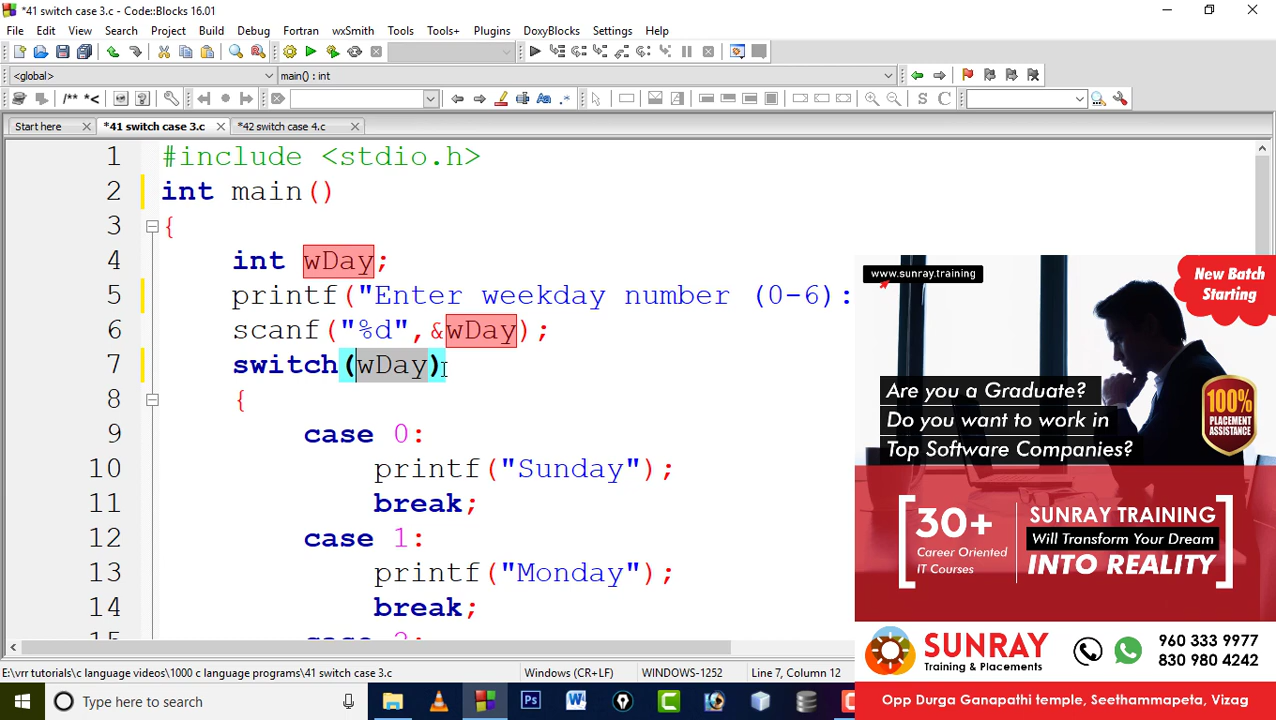 *41 switch case 3.c - Code::Blocks 16.01
File Edit View Search Project Build Debug Fortran wxSmith Tools Tools+ Plugins DoxyBlocks Settings Help
<global> main() : int
/** *< S C
Start here *41 switch case 3.c *42 switch case 4.c
1 #include <stdio.h>
2 int main()
3 {
4 int wDay;
5 printf("Enter weekday number (0-6):
6 scanf("%d",&wDay);
7 switch(wDay)
8 {
9 case 0:
10 printf("Sunday");
11 break;
12 case 1:
13 printf("Monday");
14 break;
15 case 2:
www.sunray.training
New Batch
Starting
Are you a Graduate?
Do you want to work in
Top Software Companies?
100%
PLACEMENT
ASSISTANCE
30+
Career Oriented
IT Courses
SUNRAY TRAINING
Will Transform Your Dream
INTO REALITY
SUNRAY
Training & Placements
960 333 9977
830 980 4242
Opp Durga Ganapathi temple, Seethammapeta, Vizag
E:\vrr tutorials\c language videos\1000 c language programs\41 switch case 3.c Windows (CR+LF) WINDOWS-1252 Line 7, Column 12
Type here to search